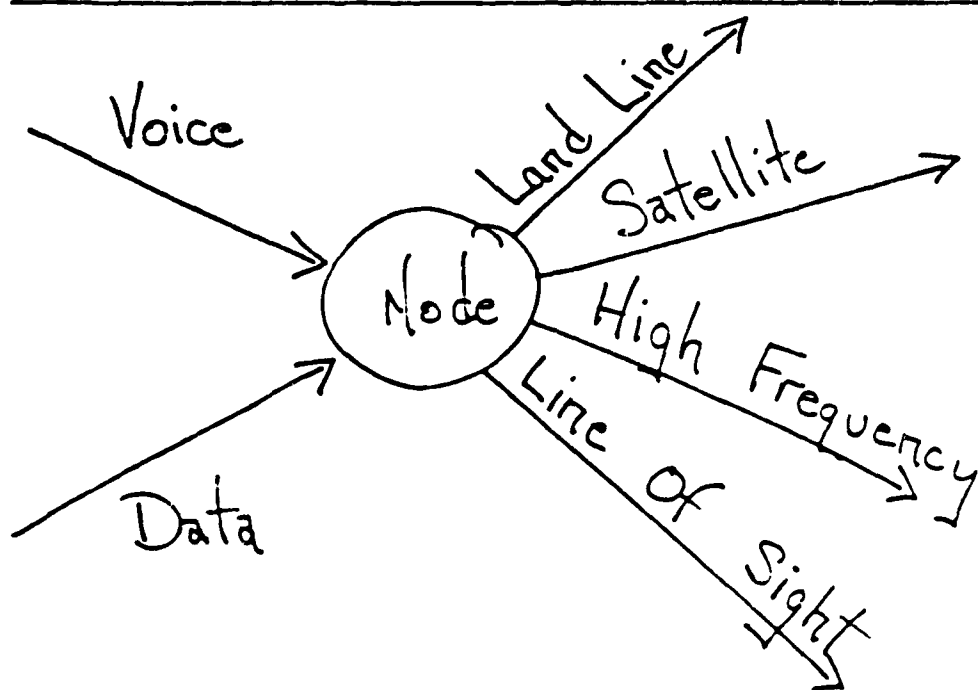 Voice
Data
Node
Land Line
Satellite
High Frequency
Line Of Sight